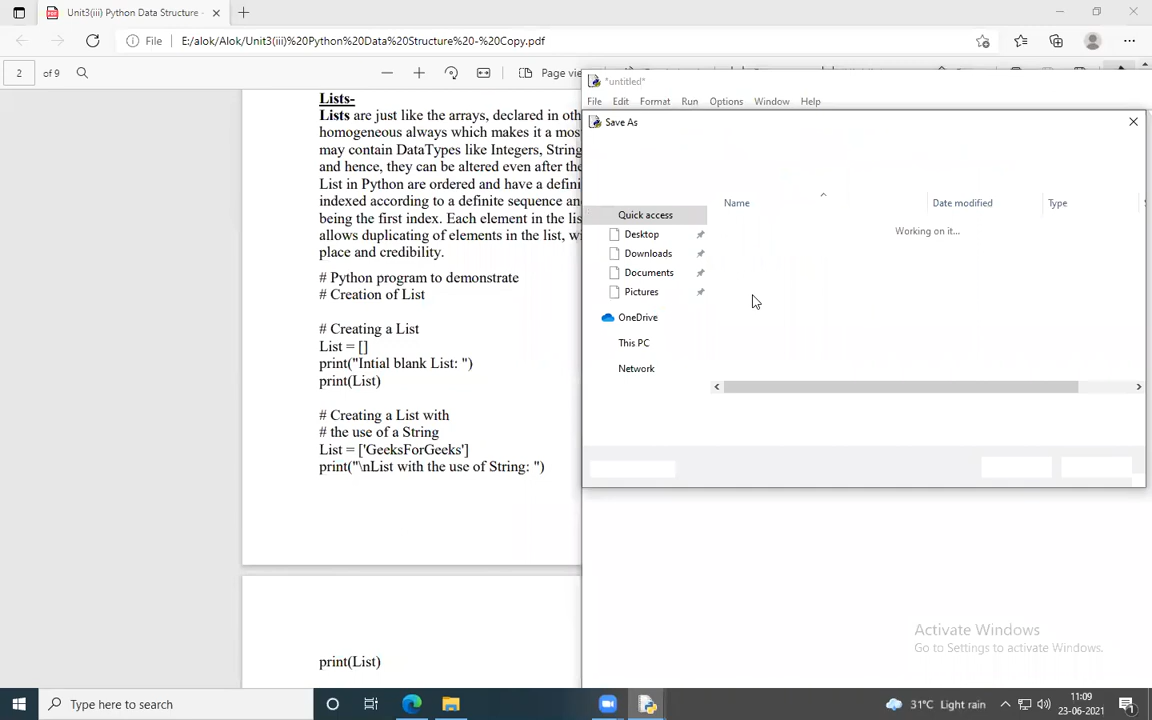 Unit3(iii) Python Data Structure -
File
E:/alok/Alok/Unit3(iii)%20Python%20Data%20Structure%20-%20Copy.pdf
2 of 9
Page vie
Lists-
Lists are just like the arrays, declared in oth
homogeneous always which makes it a mos
may contain DataTypes like Integers, String
and hence, they can be altered even after the
List in Python are ordered and have a defini
indexed according to a definite sequence an
being the first index. Each element in the lis
allows duplicating of elements in the list, wi
place and credibility.
# Python program to demonstrate
# Creation of List
# Creating a List
List = []
print("Intial blank List: ")
print(List)
# Creating a List with
# the use of a String
List = ['GeeksForGeeks']
print("\nList with the use of String: ")
print(List)
*untitled*
File Edit Format Run Options Window Help
Save As
Name Date modified Type
Working on it...
Quick access
Desktop
Downloads
Documents
Pictures
OneDrive
This PC
Network
Activate Windows
Go to Settings to activate Windows.
Type here to search
31°C Light rain
11:09
23-06-2021
1